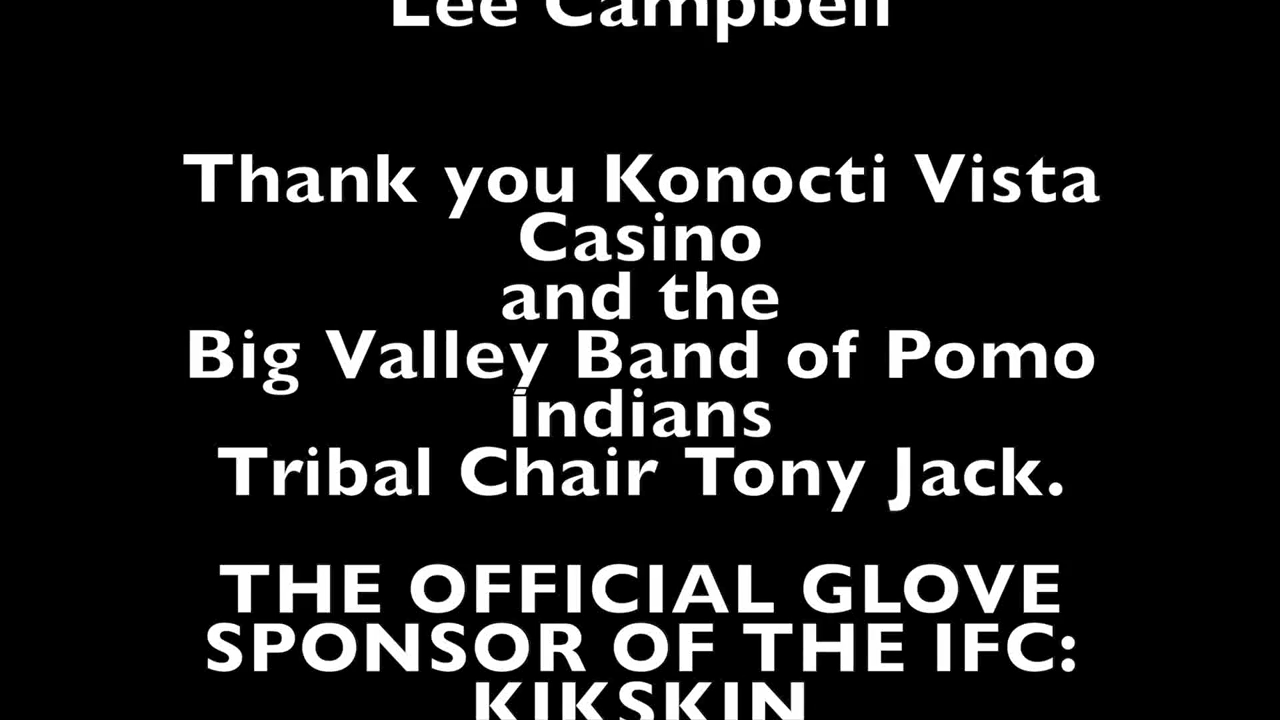 Lee Campbell
Thank you Konocti Vista
Casino
and the
Big Valley Band of Pomo
Indians
Tribal Chair Tony Jack.
THE OFFICIAL GLOVE
SPONSOR OF THE IFC:
KIKSKIN